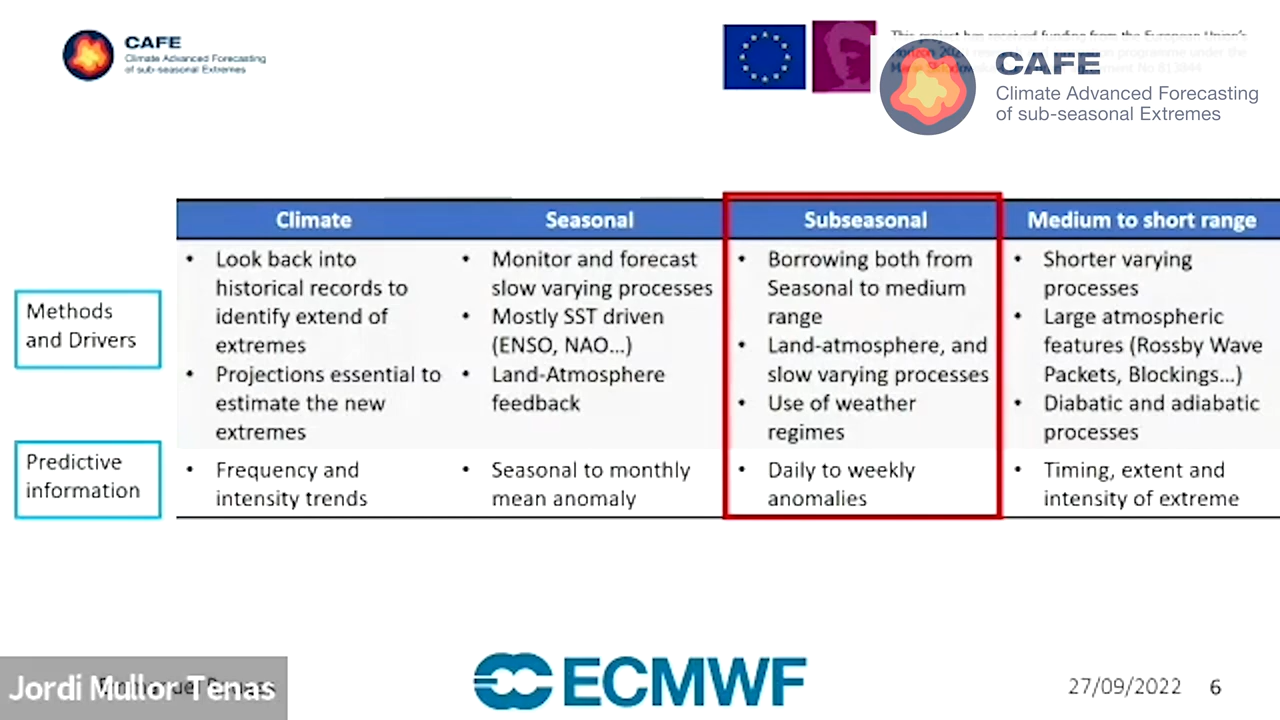 CAFE
Climate Advanced Forecasting
of sub-seasonal Extremes
CAFE
Climate Advanced Forecasting
of sub-seasonal Extremes
Climate
Seasonal
Subseasonal
Medium to short range
Methods
and Drivers
• Look back into
historical records to
identify extend of
extremes
• Projections essential to
estimate the new
extremes
• Monitor and forecast
slow varying processes
• Mostly SST driven
(ENSO, NAO...)
• Land-Atmosphere
feedback
• Borrowing both from
Seasonal to medium
range
• Land-atmosphere, and
slow varying processes
• Use of weather
regimes
• Shorter varying
processes
• Large atmospheric
features (Rossby Wave
Packets, Blockings...)
• Diabatic and adiabatic
processes
Predictive
information
• Frequency and
intensity trends
• Seasonal to monthly
mean anomaly
• Daily to weekly
anomalies
• Timing, extent and
intensity of extreme
Jordi Mullor Tenas
ECMWF
27/09/2022 6